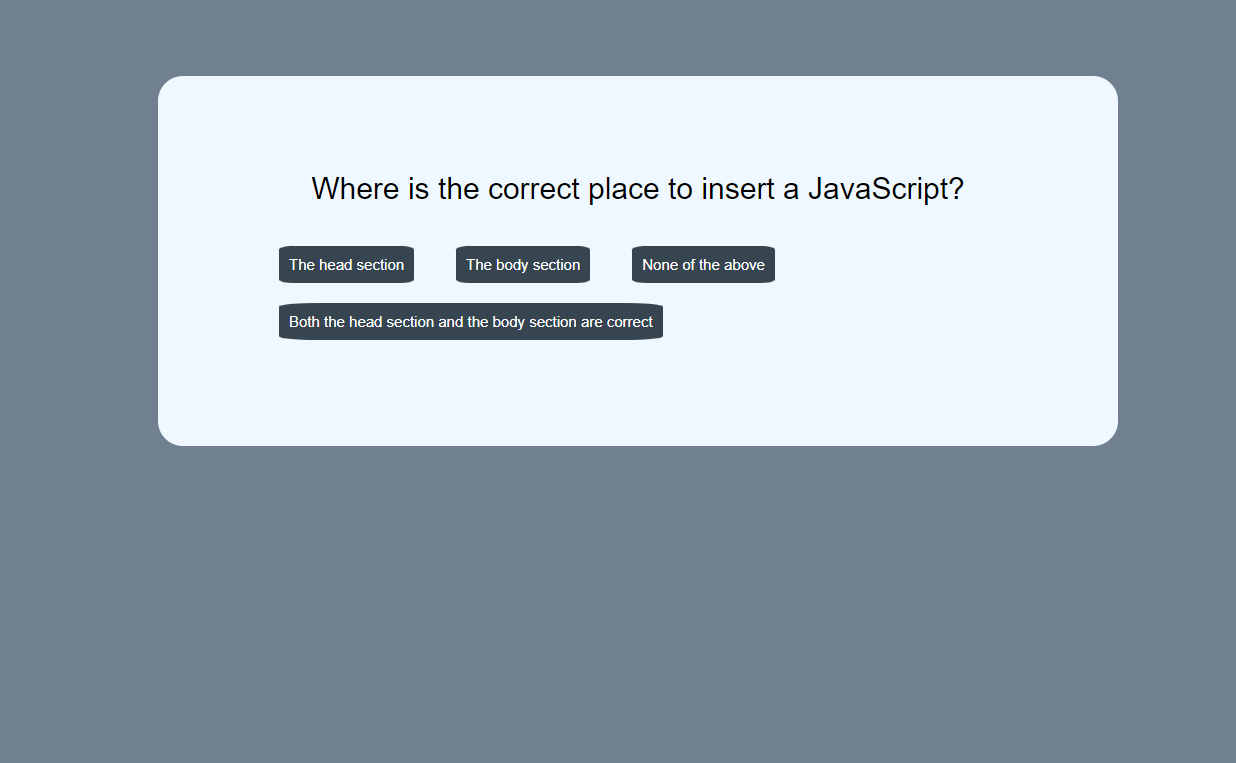 Where is the correct place to insert a JavaScript?
The head section
The body section
None of the above
Both the head section and the body section are correct